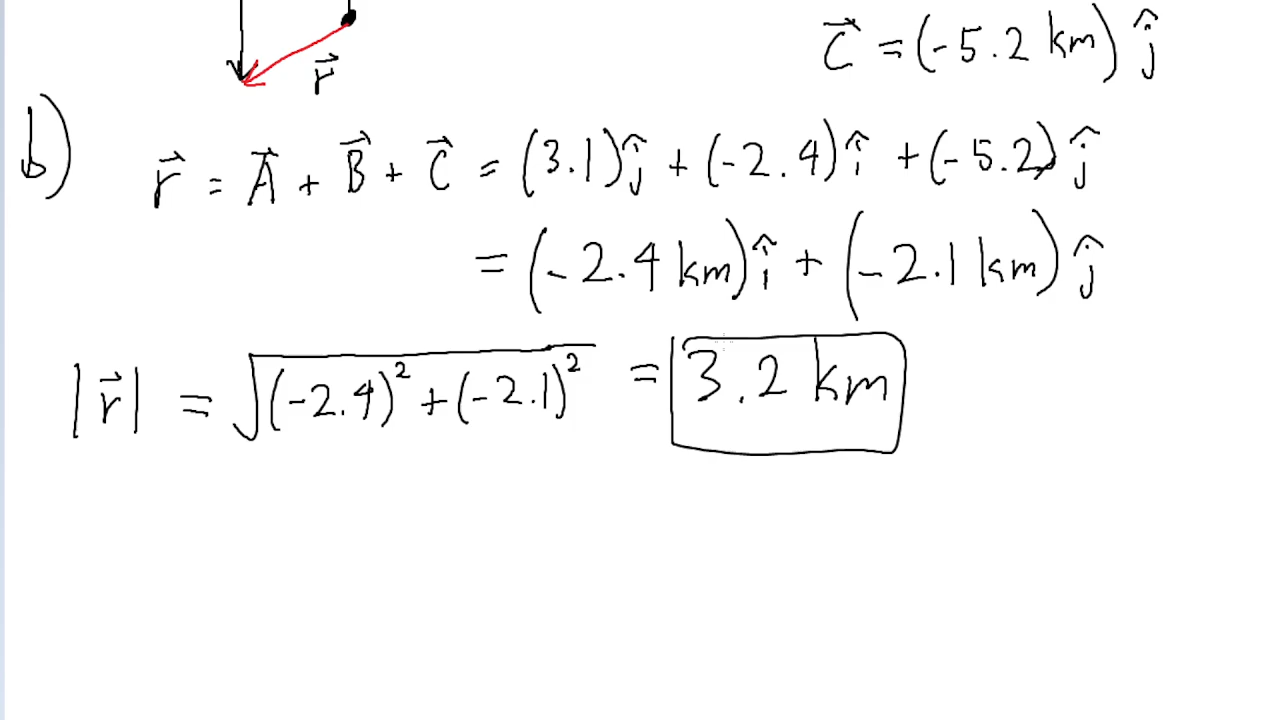 C⃗ = (-5.2 km) ĵ
r⃗
b)
r⃗ = A⃗ + B⃗ + C⃗ = (3.1)ĵ + (-2.4)î + (-5.2)ĵ
= (-2.4 km)î + (-2.1 km)ĵ
|r⃗| = √((-2.4)² + (-2.1)²) = 3.2 km